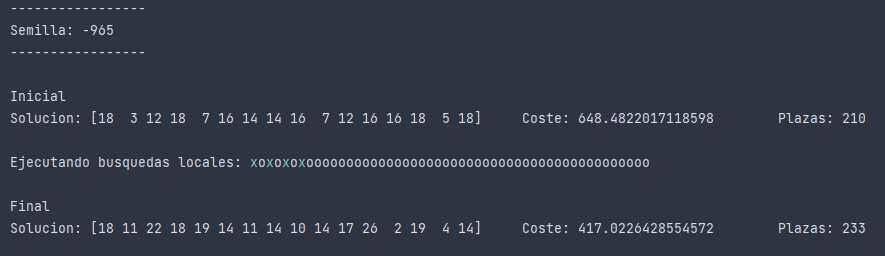 -----------------
Semilla: -965
-----------------
Inicial
Solucion: [18  3 12 18  7 16 14 14 16  7 12 16 16 18  5 18]     Coste: 648.4822017118598        Plazas: 210
Ejecutando busquedas locales: xoxoxoxooooooooooooooooooooooooooooooooooooooooooo
Final
Solucion: [18 11 22 18 19 14 11 14 10 14 17 26  2 19  4 14]     Coste: 417.0226428554572        Plazas: 233